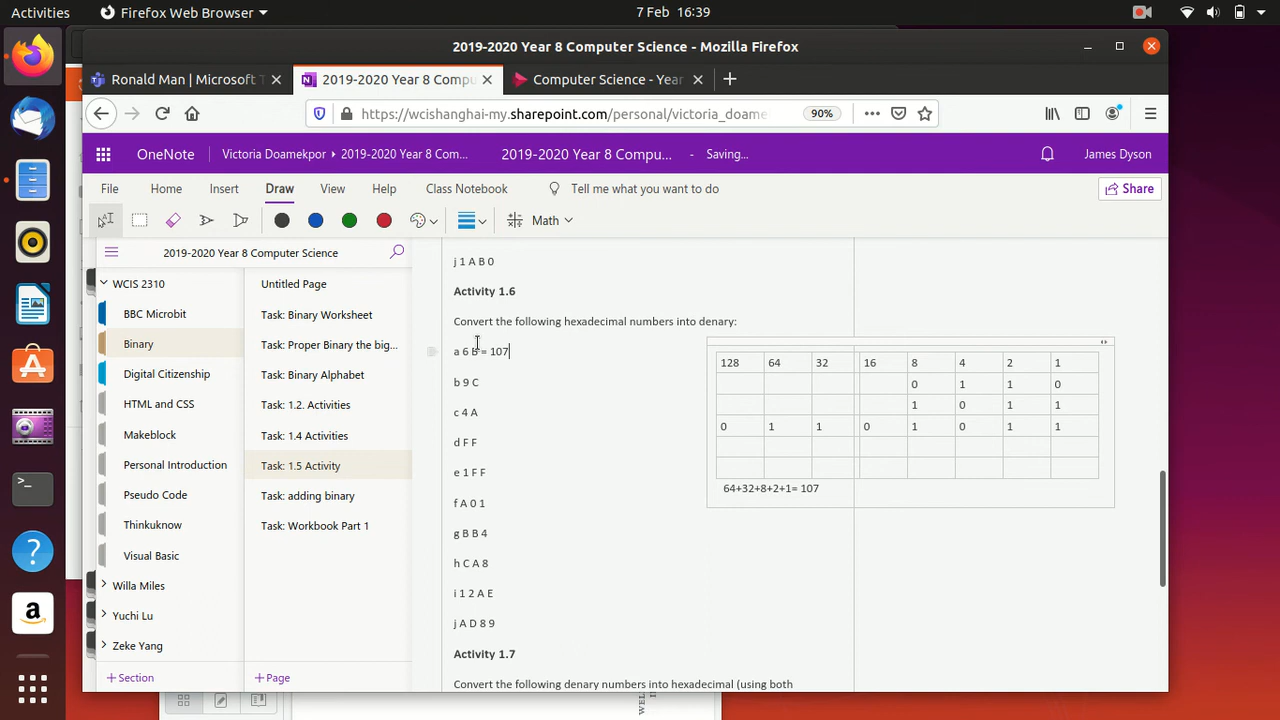 Activities
Firefox Web Browser
7 Feb 16:39
2019-2020 Year 8 Computer Science - Mozilla Firefox
Ronald Man | Microsoft T
2019-2020 Year 8 Compu
Computer Science - Year
https://wcishanghai-my.sharepoint.com/personal/victoria_doame
90%
OneNote
Victoria Doamekpor
2019-2020 Year 8 Com...
2019-2020 Year 8 Compu...
- Saving...
James Dyson
File
Home
Insert
Draw
View
Help
Class Notebook
Tell me what you want to do
Share
Math
2019-2020 Year 8 Computer Science
WCIS 2310
BBC Microbit
Binary
Digital Citizenship
HTML and CSS
Makeblock
Personal Introduction
Pseudo Code
Thinkuknow
Visual Basic
Willa Miles
Yuchi Lu
Zeke Yang
+Section
Untitled Page
Task: Binary Worksheet
Task: Proper Binary the big...
Task: Binary Alphabet
Task: 1.2. Activities
Task: 1.4 Activities
Task: 1.5 Activity
Task: adding binary
Task: Workbook Part 1
+Page
j 1 A B 0
Activity 1.6
Convert the following hexadecimal numbers into denary:
a 6 B = 107
b 9 C
c 4 A
d F F
e 1 F F
f A 0 1
g B B 4
h C A 8
i 1 2 A E
j A D 8 9
Activity 1.7
Convert the following denary numbers into hexadecimal (using both
128 64 32 16 8 4 2 1
0 1 1 0
1 0 1 1
0 1 1 0 1 0 1 1
64+32+8+2+1= 107